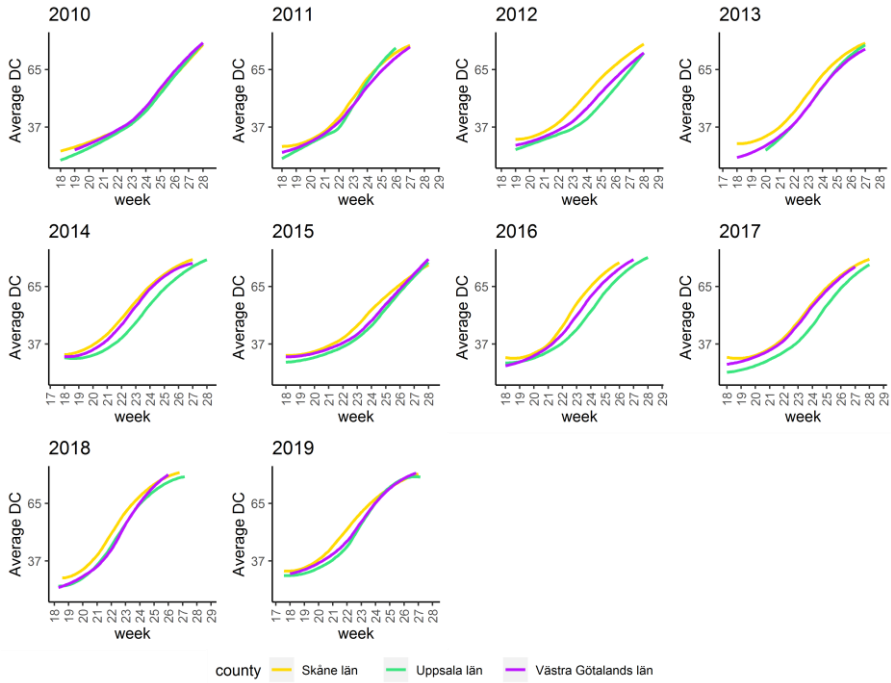 2010
Average DC
65
37
18 19 20 21 22 23 24 25 26 27 28
week
2011
Average DC
65
37
18 19 20 21 22 23 24 25 26 27 28 29
week
2012
Average DC
65
37
18 19 20 21 22 23 24 25 26 27 28 29
week
2013
Average DC
65
37
17 18 19 20 21 22 23 24 25 26 27 28
week
2014
Average DC
65
37
17 18 19 20 21 22 23 24 25 26 27 28
week
2015
Average DC
65
37
18 19 20 21 22 23 24 25 26 27 28
week
2016
Average DC
65
37
18 19 20 21 22 23 24 25 26 27 28 29
week
2017
Average DC
65
37
18 19 20 21 22 23 24 25 26 27 28 29
week
2018
Average DC
65
37
18 19 20 21 22 23 24 25 26 27 28 29
week
2019
Average DC
65
37
17 18 19 20 21 22 23 24 25 26 27 28
week
county Skåne län Uppsala län Västra Götalands län